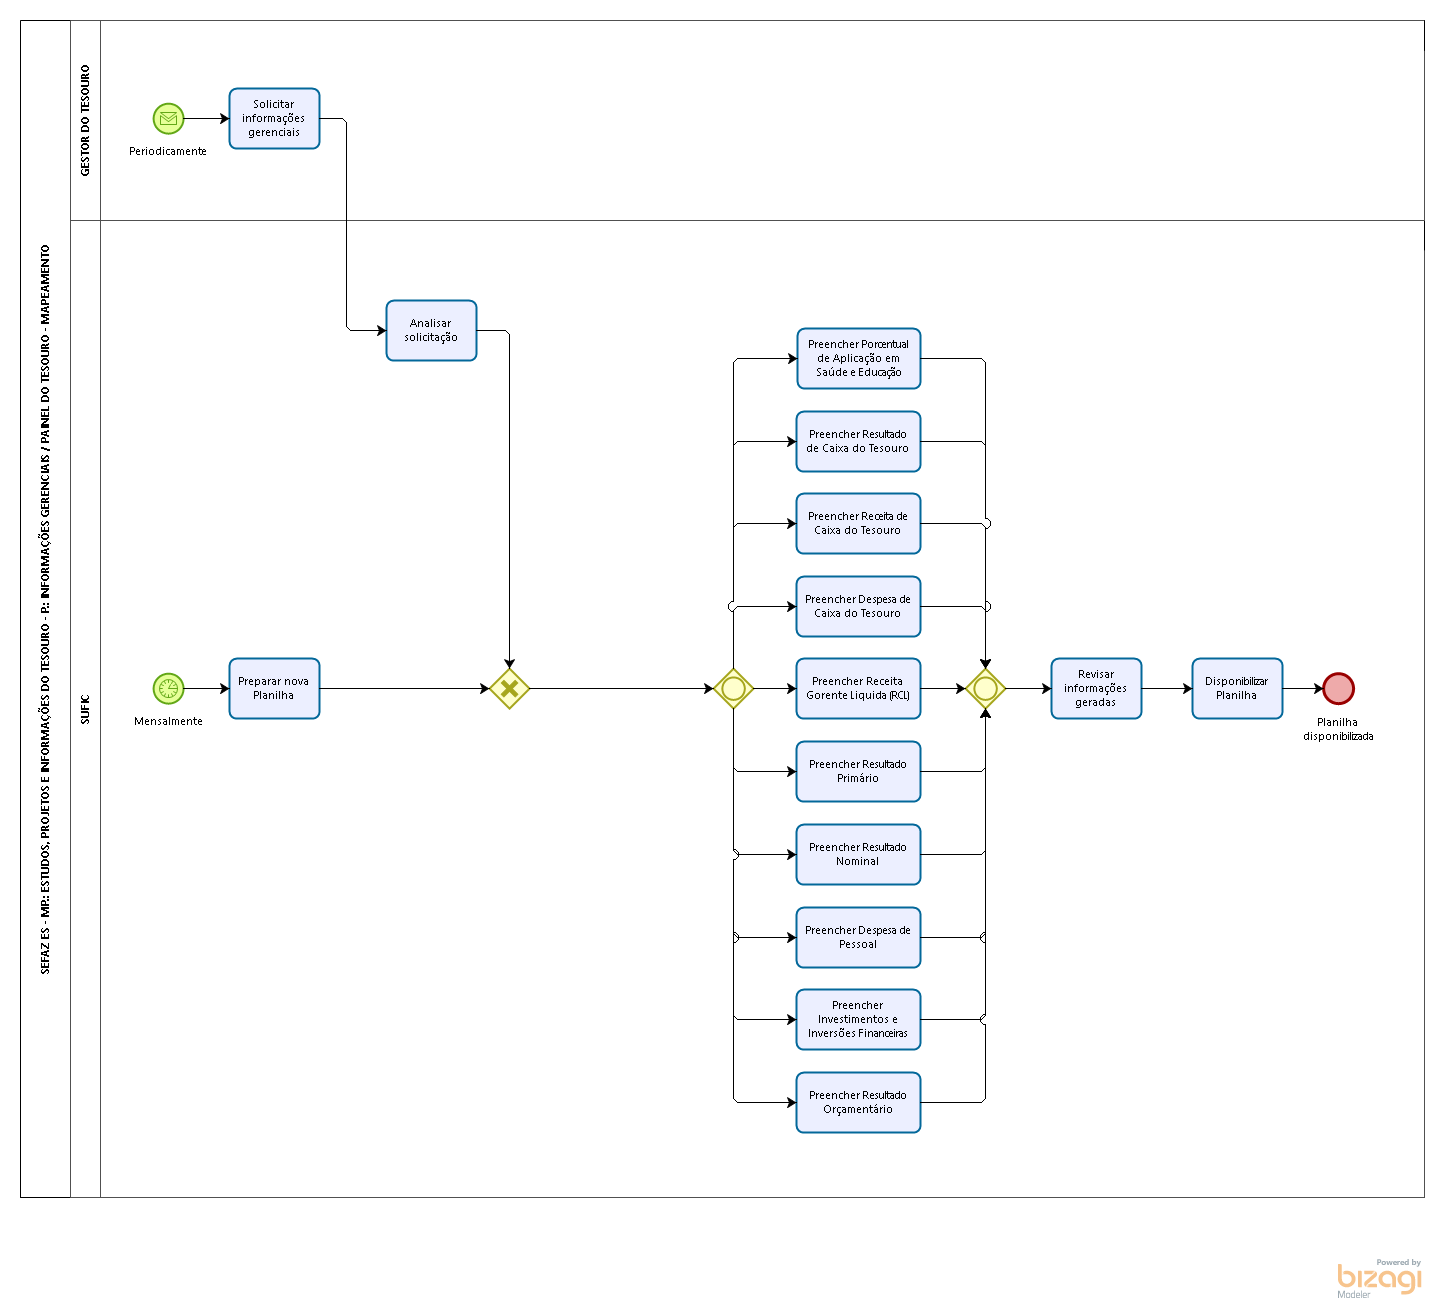 SEFAZ ES - MP.: ESTUDOS, PROJETOS E INFORMAÇÕES DO TESOURO - P.: INFORMAÇÕES GERENCIAIS / PAINEL DO TESOURO - MAPEAMENTO
GESTOR DO TESOURO
Periodicamente
Solicitar
informações
gerenciais
SUFIC
Analisar
solicitação
Mensalmente
Preparar nova
Planilha
Preencher Porcentual
de Aplicação em
Saúde e Educação
Preencher Resultado
de Caixa do Tesouro
Preencher Receita de
Caixa do Tesouro
Preencher Despesa de
Caixa do Tesouro
Preencher Receita
Gorente Liquida (RCL)
Preencher Resultado
Primário
Preencher Resultado
Nominal
Preencher Despesa de
Pessoal
Preencher
Investimentos e
Inversões Financeiras
Preencher Resultado
Orçamentário
Revisar
informações
geradas
Disponibilizar
Planilha
Planilha
disponibilizada
Powered by
bizagi
Modeler